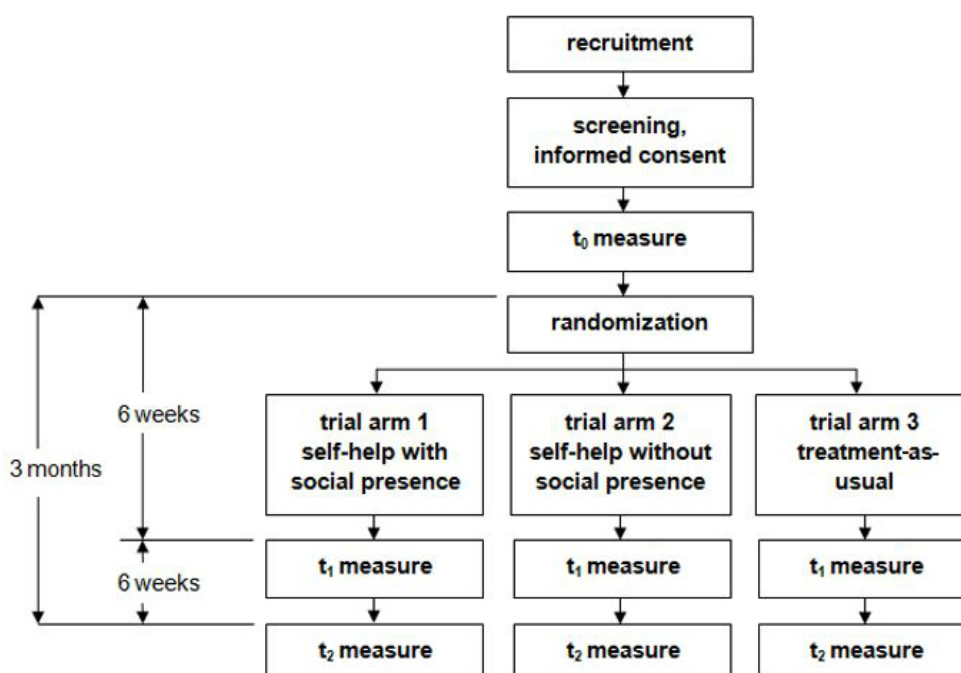 recruitment
screening,
informed consent
t₀ measure
randomization
6 weeks
3 months
trial arm 1
self-help with
social presence
trial arm 2
self-help without
social presence
trial arm 3
treatment-as-
usual
6 weeks
t₁ measure
t₁ measure
t₁ measure
t₂ measure
t₂ measure
t₂ measure